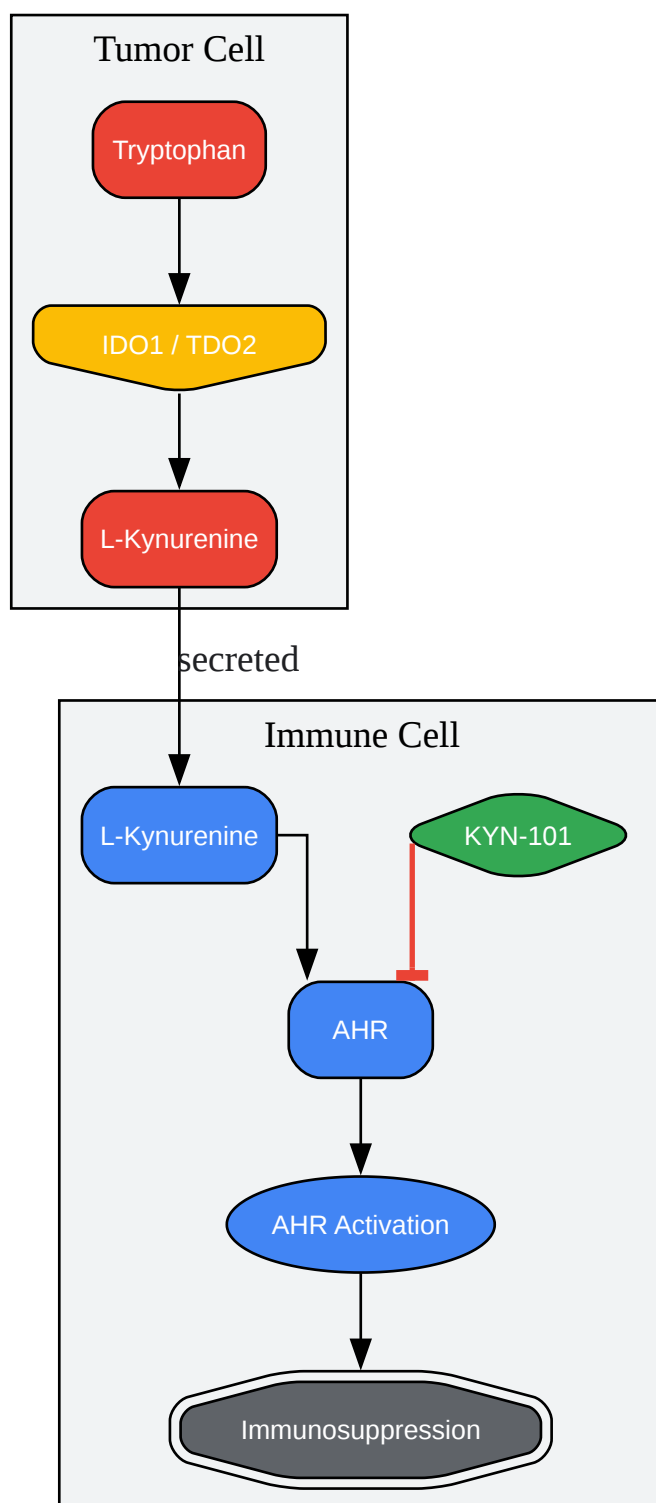 Tumor Cell
Tryptophan
IDO1 / TDO2
L-Kynurenine
secreted
Immune Cell
L-Kynurenine
KYN-101
AHR
AHR Activation
Immunosuppression